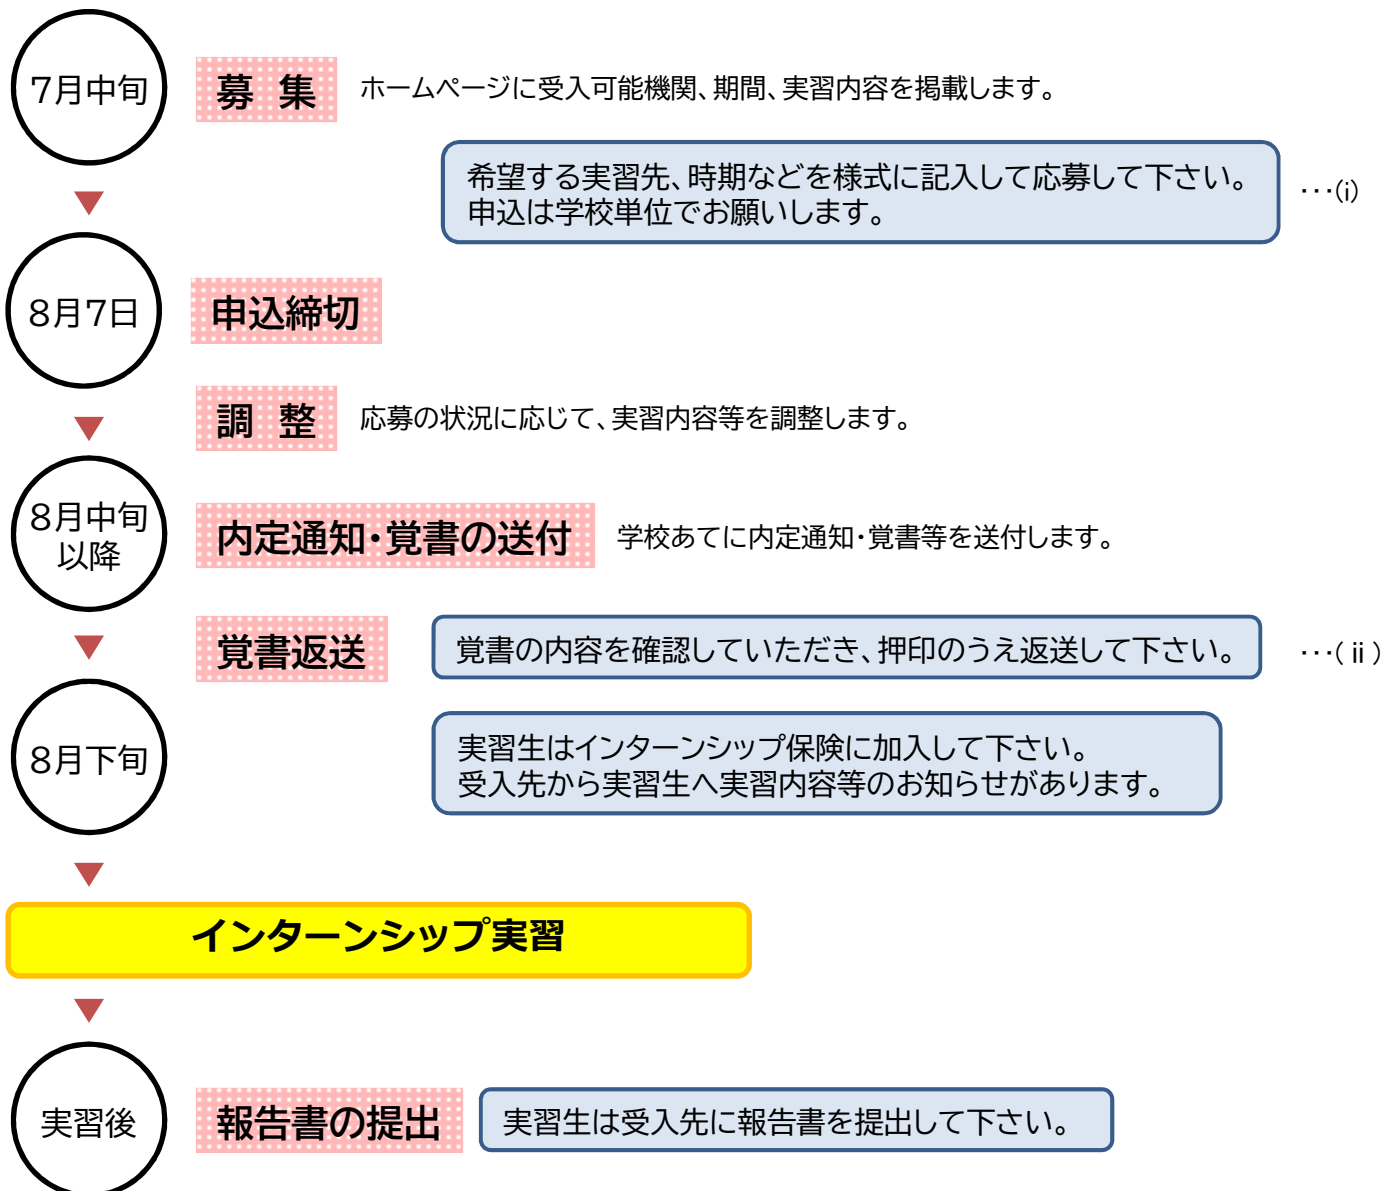 7月中旬
募 集
ホームページに受入可能機関、期間、実習内容を掲載します。
希望する実習先、時期などを様式に記入して応募して下さい。
申込は学校単位でお願いします。
･･･(i)
8月7日
申込締切
調 整
応募の状況に応じて、実習内容等を調整します。
8月中旬
以降
内定通知・覚書の送付
学校あてに内定通知・覚書等を送付します。
覚書返送
覚書の内容を確認していただき、押印のうえ返送して下さい。
･･･( ii )
8月下旬
実習生はインターンシップ保険に加入して下さい。
受入先から実習生へ実習内容等のお知らせがあります。
インターンシップ実習
実習後
報告書の提出
実習生は受入先に報告書を提出して下さい。